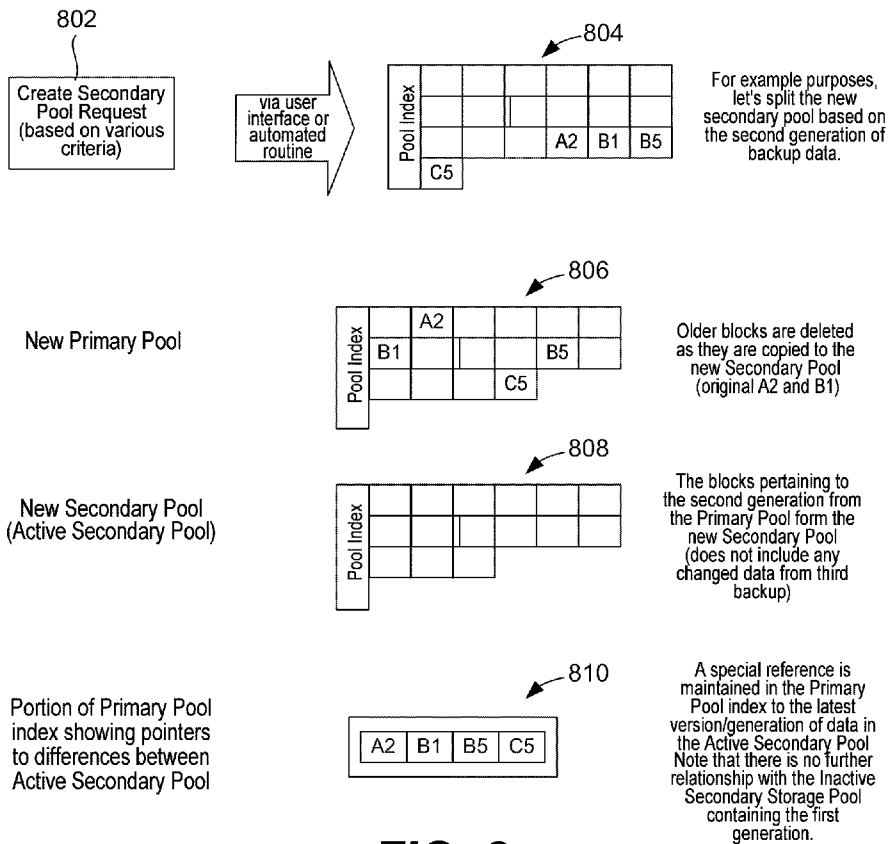 802
Create Secondary
Pool Request
(based on various
criteria)
via user
interface or
automated
routine
804
Pool Index
A2 B1 B5
C5
For example purposes,
let's split the new
secondary pool based on
the second generation of
backup data.
New Primary Pool
806
Pool Index
A2
B1 B5
C5
Older blocks are deleted
as they are copied to the
new Secondary Pool
(original A2 and B1)
New Secondary Pool
(Active Secondary Pool)
808
Pool Index
The blocks pertaining to
the second generation from
the Primary Pool form the
new Secondary Pool
(does not include any
changed data from third
backup)
Portion of Primary Pool
index showing pointers
to differences between
Active Secondary Pool
810
A2 B1 B5 C5
A special reference is
maintained in the Primary
Pool index to the latest
version/generation of data in
the Active Secondary Pool
Note that there is no further
relationship with the Inactive
Secondary Storage Pool
containing the first
generation.